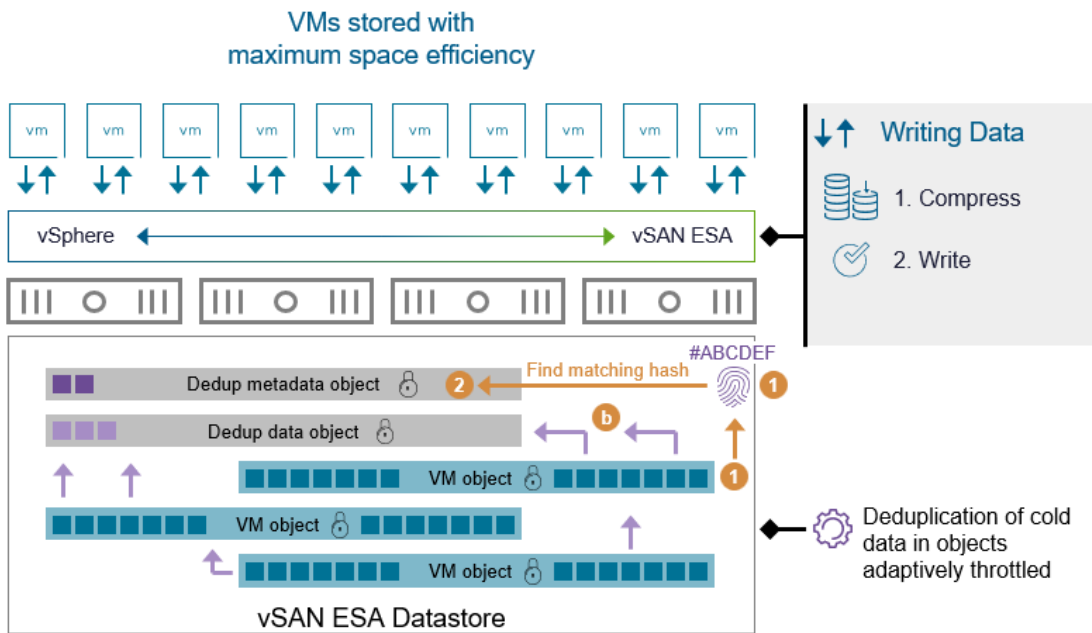 VMs stored with
maximum space efficiency
vm vm vm vm vm vm vm vm vm vm
Writing Data
1. Compress
2. Write
vSphere vSAN ESA
#ABCDEF
Dedup metadata object 2 Find matching hash 1
Dedup data object b
VM object 1
VM object
VM object
Deduplication of cold
data in objects
adaptively throttled
vSAN ESA Datastore